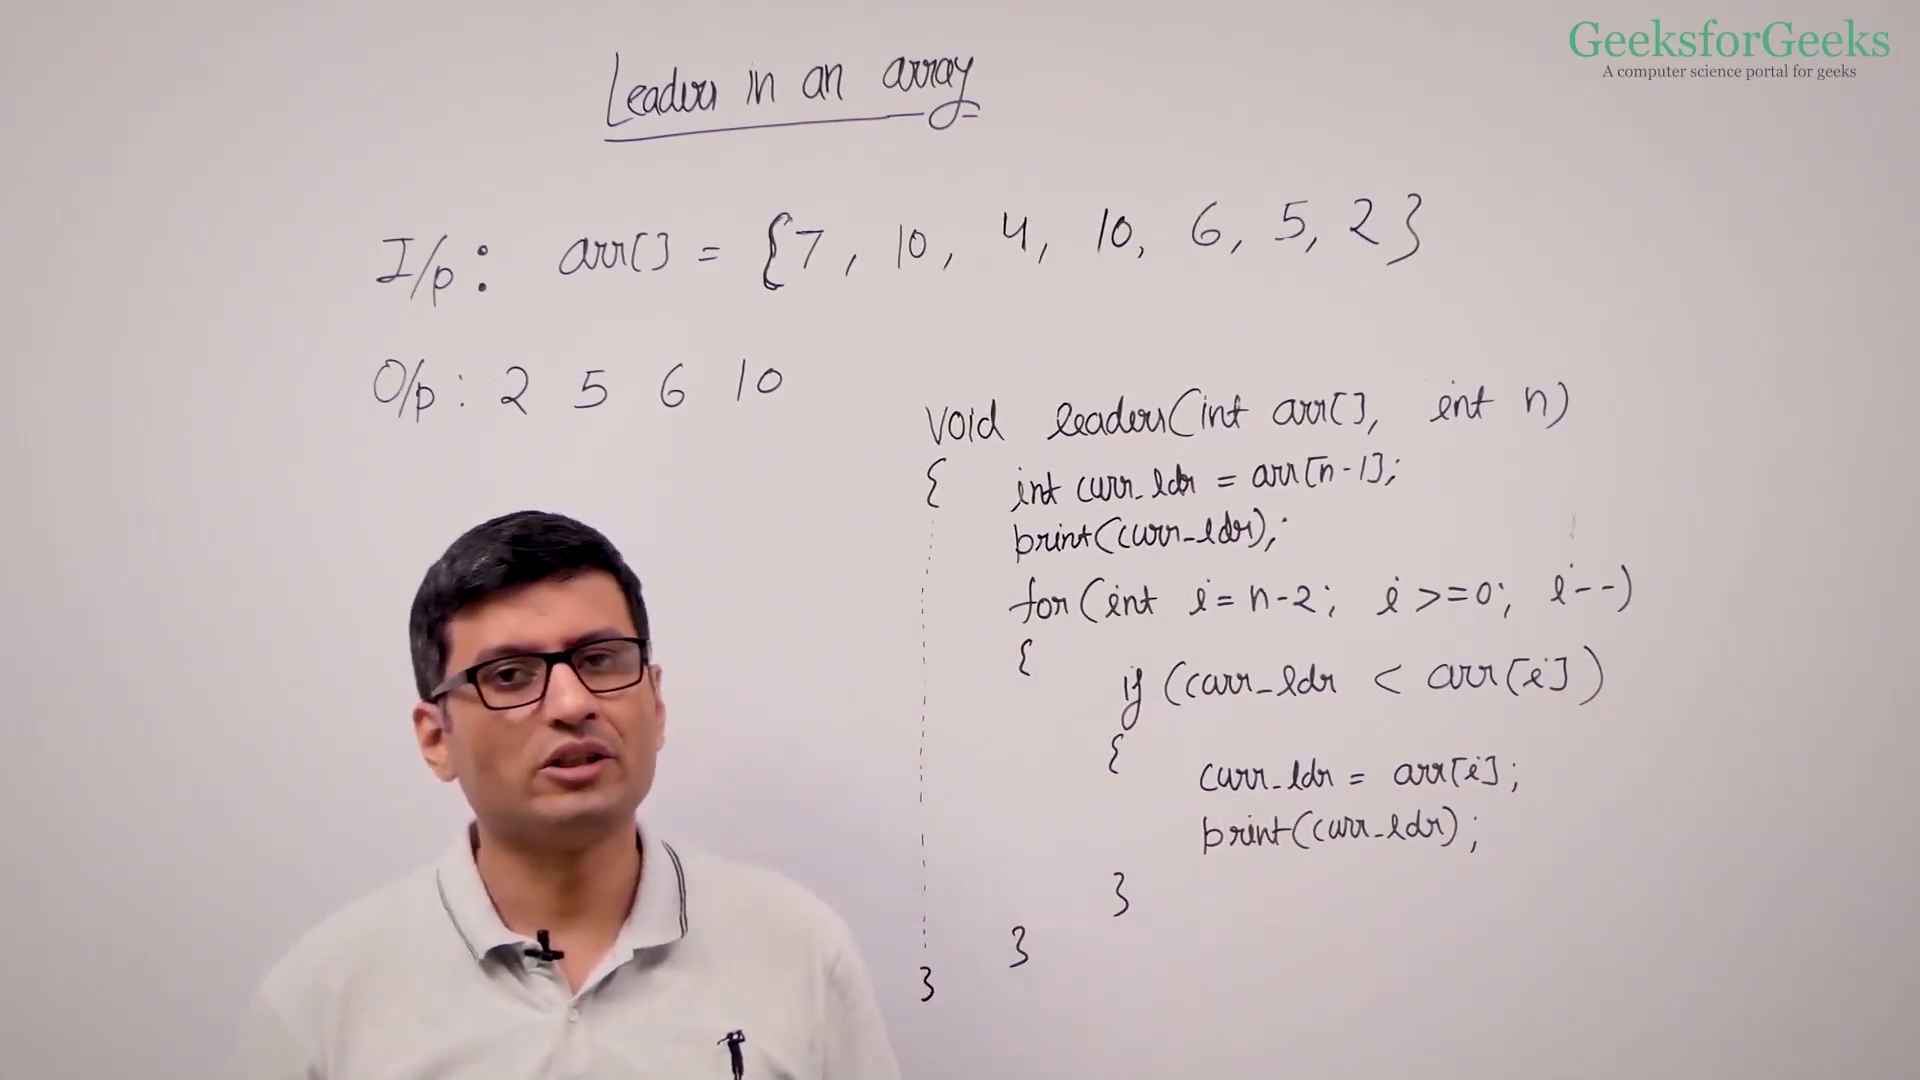 GeeksforGeeks
A computer science portal for geeks
Leaders in an array
I/p: arr[] = {7, 10, 4, 10, 6, 5, 2}
O/p: 2 5 6 10
void leaders(int arr[], int n)
{ int curr_ldr = arr[n-1];
print(curr_ldr);
for(int i=n-2; i>=0; i--)
{
if (curr_ldr < arr[i])
{
curr_ldr = arr[i];
print(curr_ldr);
}
}
}